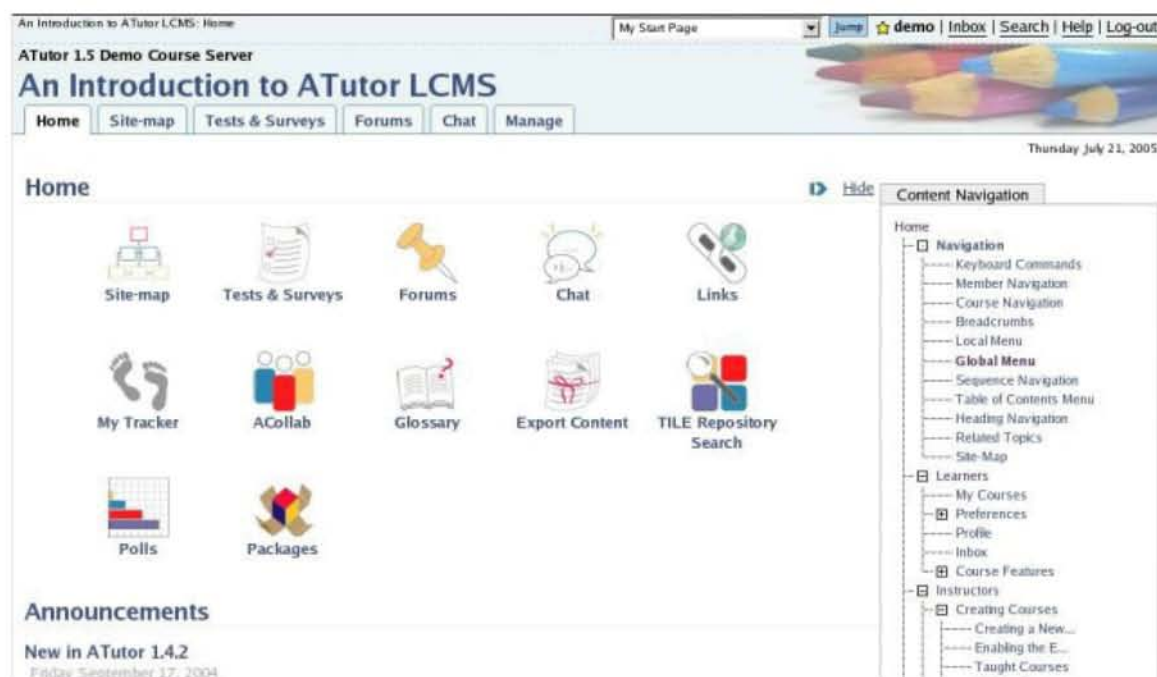 An Introduction to ATutor LCMS: Home
My Start Page Jump demo | Inbox | Search | Help | Log-out
ATutor 1.5 Demo Course Server
An Introduction to ATutor LCMS
Home Site-map Tests & Surveys Forums Chat Manage
Thursday July 21, 2005
Home
Hide
Site-map Tests & Surveys Forums Chat Links
My Tracker ACollab Glossary Export Content TILE Repository
Search
Polls Packages
Announcements
New in ATutor 1.4.2
Friday September 17, 2004
Content Navigation
Home
Navigation
Keyboard Commands
Member Navigation
Course Navigation
Breadcrumbs
Local Menu
Global Menu
Sequence Navigation
Table of Contents Menu
Heading Navigation
Related Topics
Site-Map
Learners
My Courses
Preferences
Profile
Inbox
Course Features
Instructors
Creating Courses
Creating a New...
Enabling the E...
Taught Courses